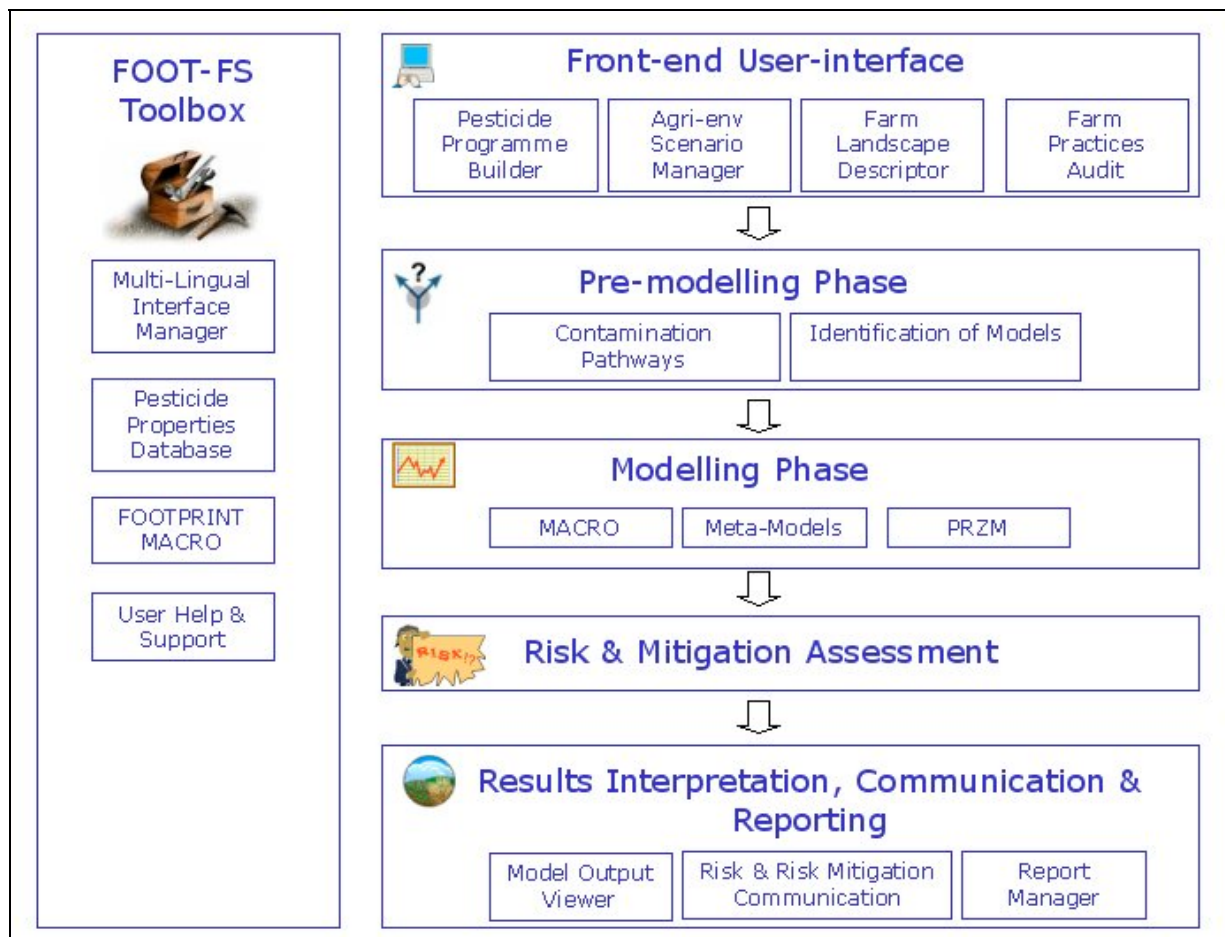 FOOT-FS
Toolbox
Multi-Lingual
Interface
Manager
Pesticide
Properties
Database
FOOTPRINT
MACRO
User Help &
Support
Front-end User-interface
Pesticide
Programme
Builder
Agri-env
Scenario
Manager
Farm
Landscape
Descriptor
Farm
Practices
Audit
?
Pre-modelling Phase
Contamination
Pathways
Identification of Models
Modelling Phase
MACRO
Meta-Models
PRZM
RISK!?
Risk & Mitigation Assessment
Results Interpretation, Communication &
Reporting
Model Output
Viewer
Risk & Risk Mitigation
Communication
Report
Manager